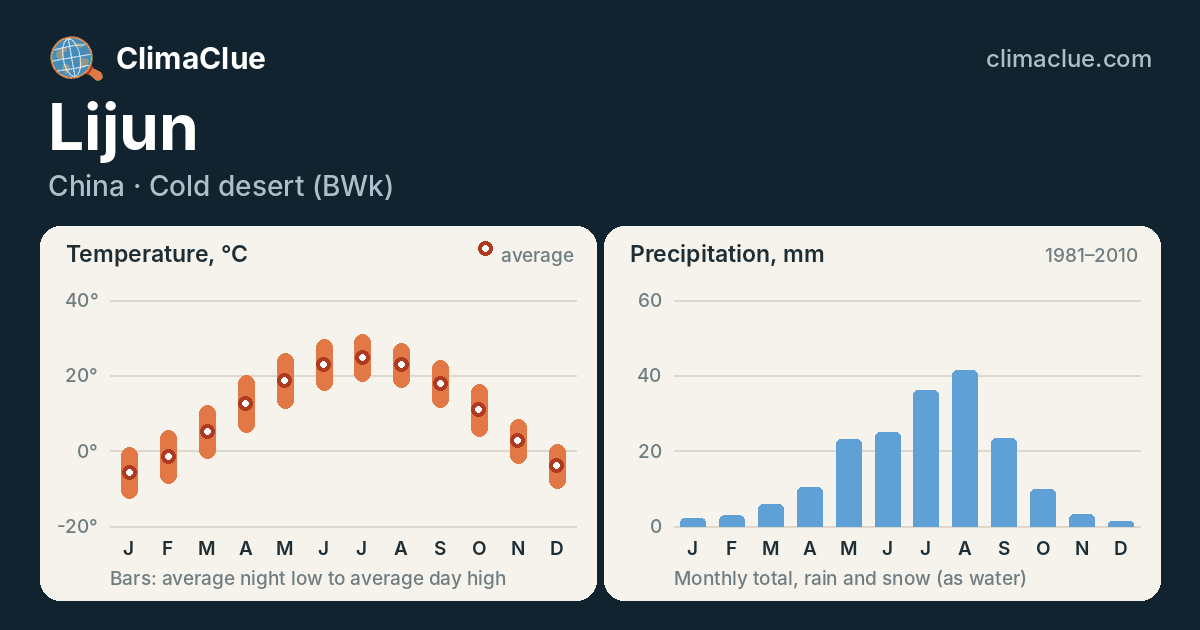 ClimaClue
climaclue.com
Lijun
China · Cold desert (BWk)
Temperature, °C
average
40°
20°
0°
-20°
J F M A M J J A S O N D
Bars: average night low to average day high
Precipitation, mm
1981–2010
60
40
20
0
J F M A M J J A S O N D
Monthly total, rain and snow (as water)